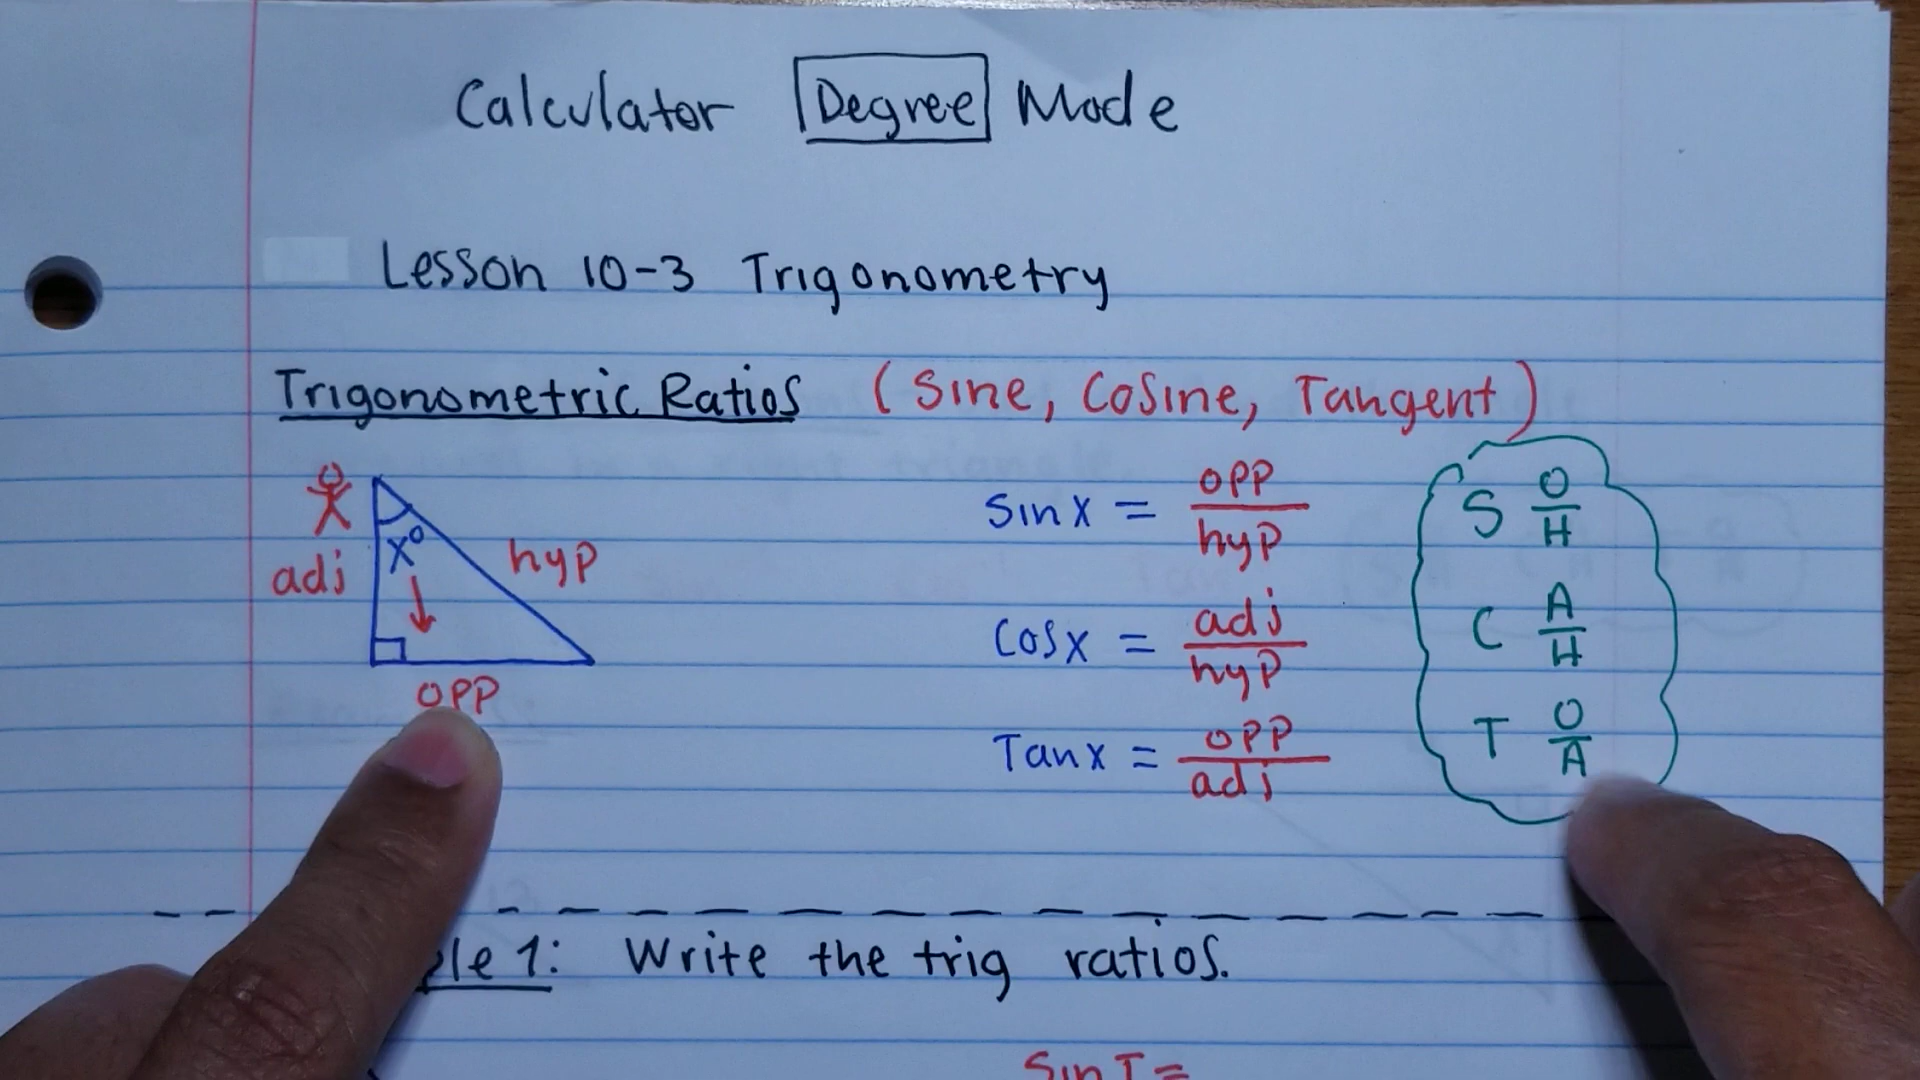 Calculator Degree Mode
Lesson 10-3 Trigonometry
Trigonometric Ratios (Sine, Cosine, Tangent)
x°
adj
hyp
opp
Sin x = opp/hyp
Cos x = adj/hyp
Tan x = opp/adj
S O/H
C A/H
T O/A
le 1: Write the trig ratios.
Sin T =